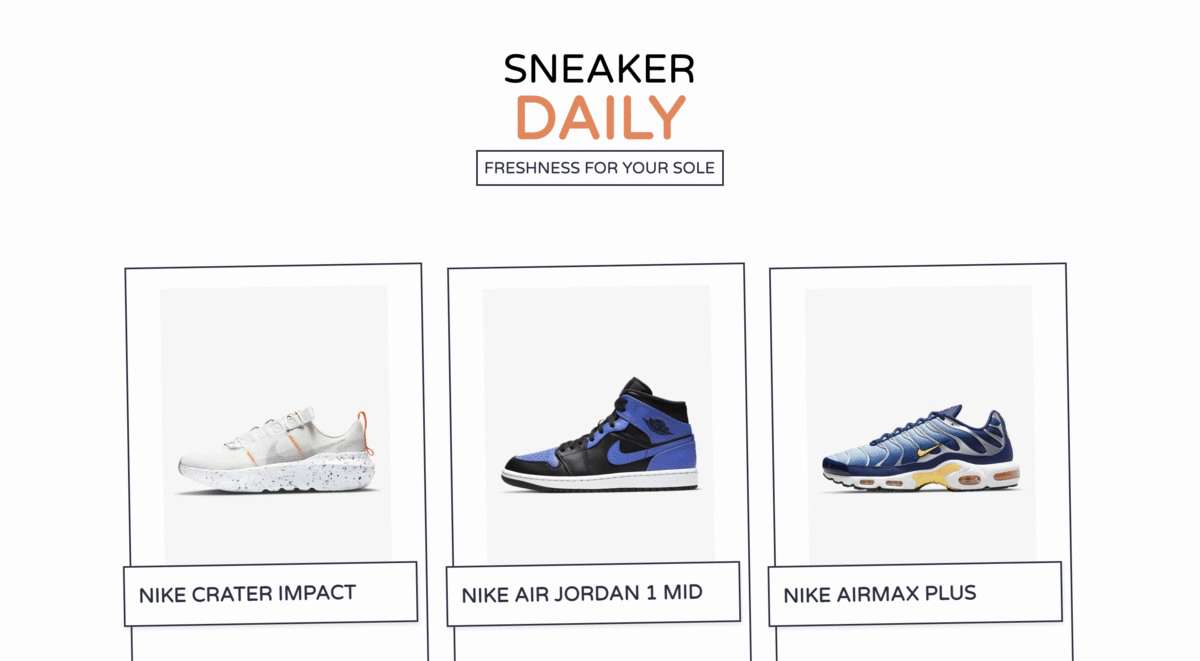 SNEAKER
DAILY
FRESHNESS FOR YOUR SOLE
NIKE CRATER IMPACT
NIKE AIR JORDAN 1 MID
NIKE AIRMAX PLUS